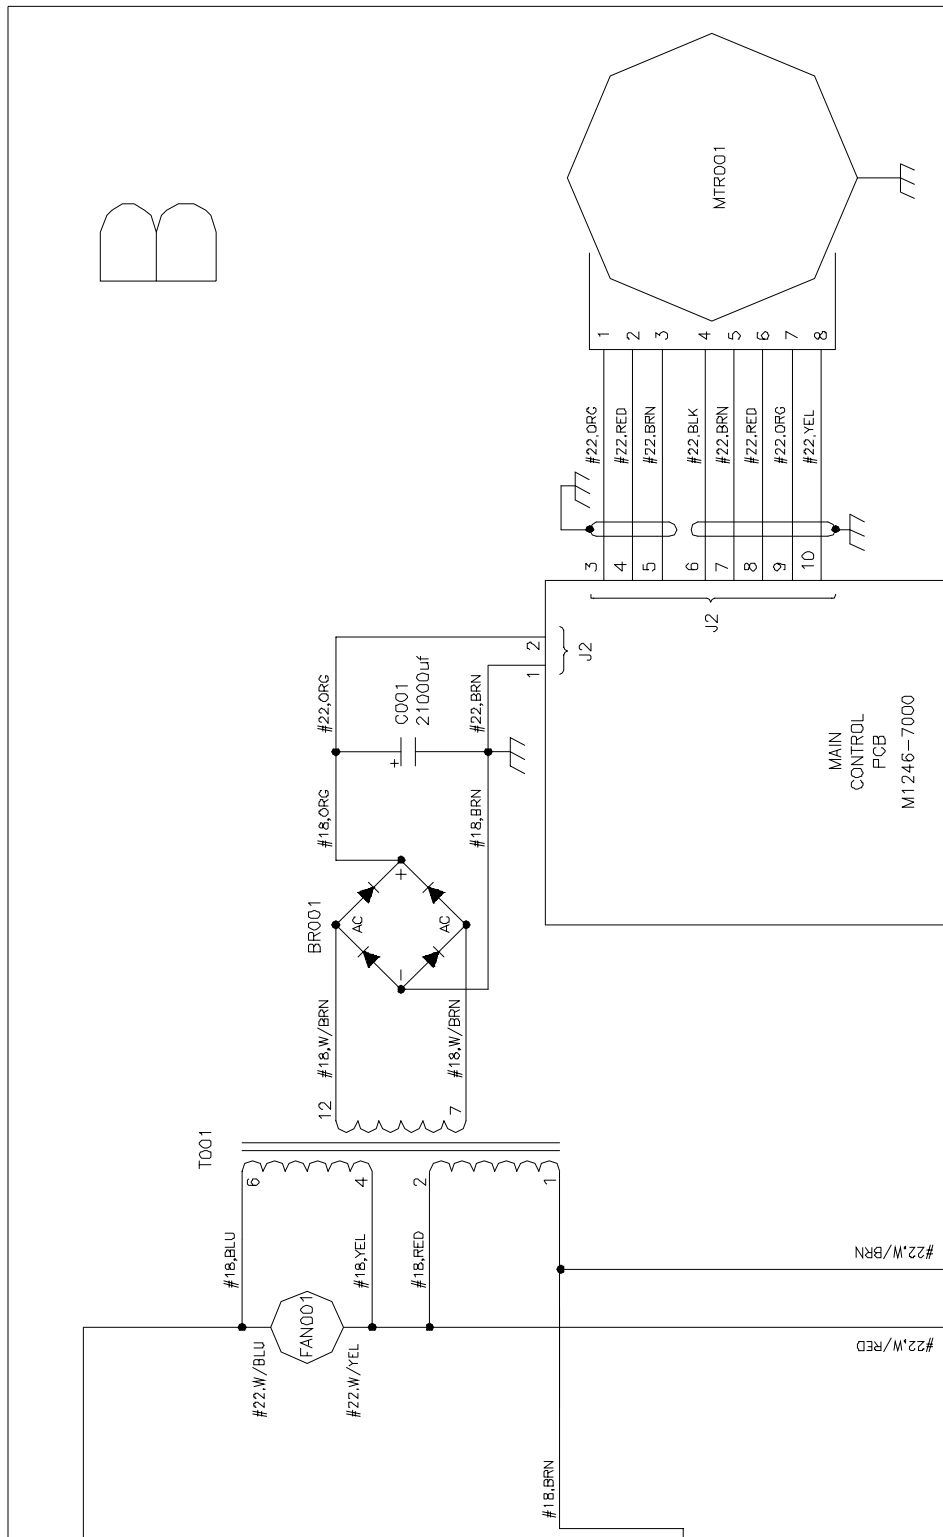 MTR001
1
2
3
4
5
6
7
8
#22,ORG
#22,RED
#22,BRN
#22,BLK
#22,BRN
#22,RED
#22,ORG
#22,YEL
3
4
5
6
7
8
9
10
J2
1
2
J2
MAIN
CONTROL
PCB
M1246-7000
#22,ORG
#22,BRN
C001
21000uf
+
#18,ORG
#18,BRN
BR001
AC
AC
+
-
#18,W/BRN
#18,W/BRN
12
7
T001
6
4
2
1
#18,BLU
#18,YEL
#18,RED
FAN001
#22,W/BLU
#22,W/YEL
#22,W/BRN
#22,W/RED
#18,BRN